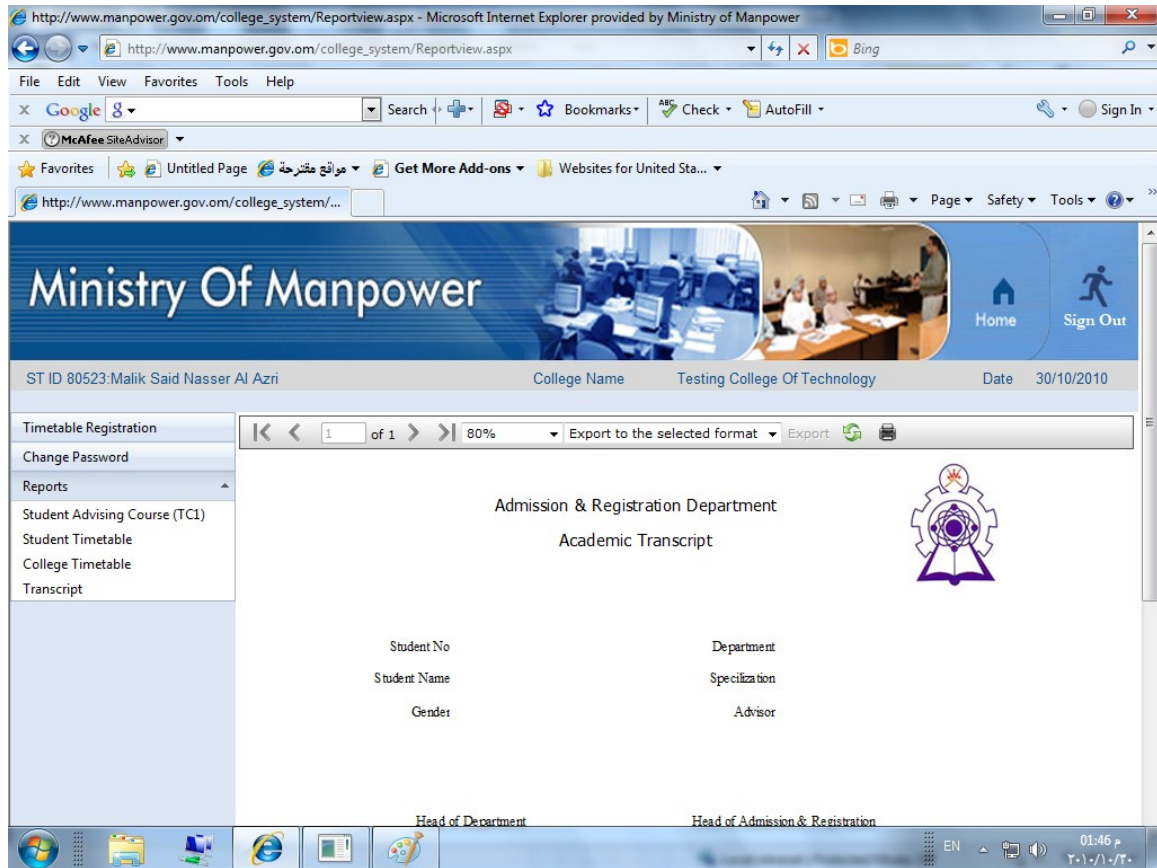 http://www.manpower.gov.om/college_system/Reportview.aspx - Microsoft Internet Explorer provided by Ministry of Manpower
http://www.manpower.gov.om/college_system/Reportview.aspx Bing
File Edit View Favorites Tools Help
x Google Search Bookmarks ABC Check AutoFill Sign In
x McAfee SiteAdvisor
Favorites Untitled Page مواقع مقترحة Get More Add-ons Websites for United Sta...
http://www.manpower.gov.om/college_system/... Page Safety Tools
Ministry Of Manpower Home Sign Out
ST ID 80523:Malik Said Nasser Al Azri College Name Testing College Of Technology Date 30/10/2010
Timetable Registration
Change Password
Reports
Student Advising Course (TC1)
Student Timetable
College Timetable
Transcript
1 of 1 80% Export to the selected format Export
Admission & Registration Department
Academic Transcript
Student No Department
Student Name Specilization
Gender Advisor
Head of Department Head of Admission & Registration
EN 01:46 م
٢٠١٠/١٠/٣٠